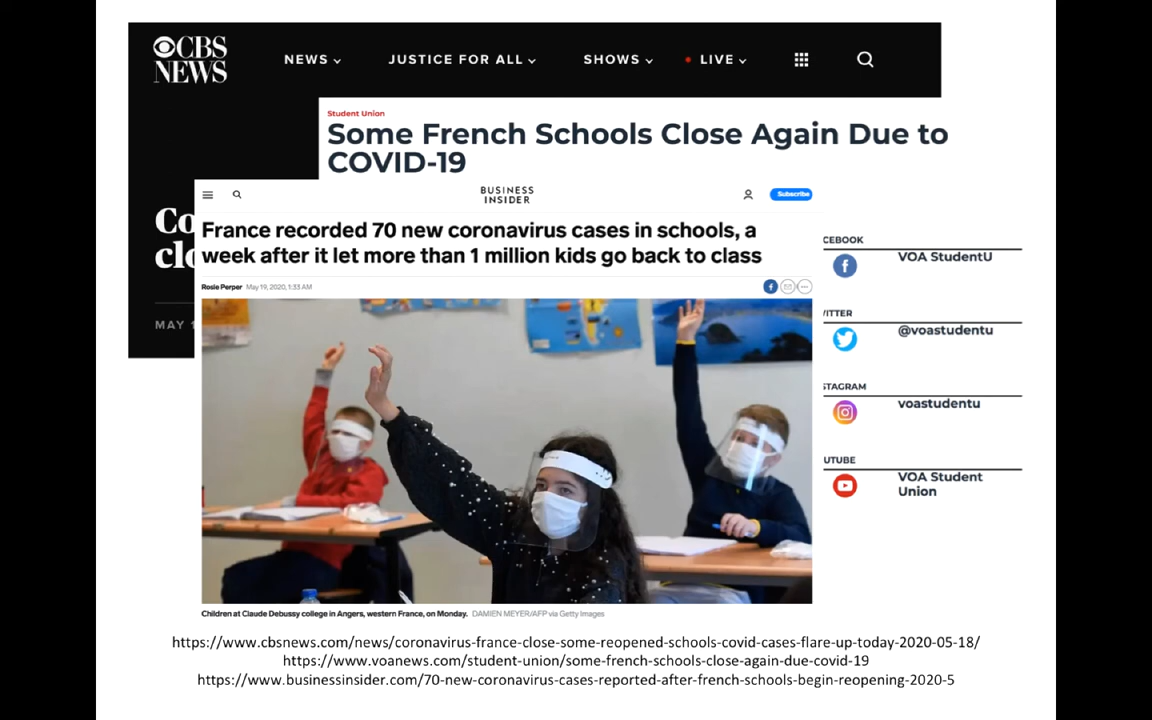 CBS
NEWS
NEWS
JUSTICE FOR ALL
SHOWS
LIVE
Student Union
Some French Schools Close Again Due to
COVID-19
Co
clo
MAY 1
BUSINESS
INSIDER
Subscribe
France recorded 70 new coronavirus cases in schools, a
week after it let more than 1 million kids go back to class
Rosie Perper May 19, 2020, 1:33 AM
CEBOOK
VOA StudentU
ITTER
@voastudentu
STAGRAM
voastudentu
UTUBE
VOA Student
Union
Children at Claude Debussy college in Angers, western France, on Monday. DAMIEN MEYER/AFP via Getty Images
https://www.cbsnews.com/news/coronavirus-france-close-some-reopened-schools-covid-cases-flare-up-today-2020-05-18/
https://www.voanews.com/student-union/some-french-schools-close-again-due-covid-19
https://www.businessinsider.com/70-new-coronavirus-cases-reported-after-french-schools-begin-reopening-2020-5